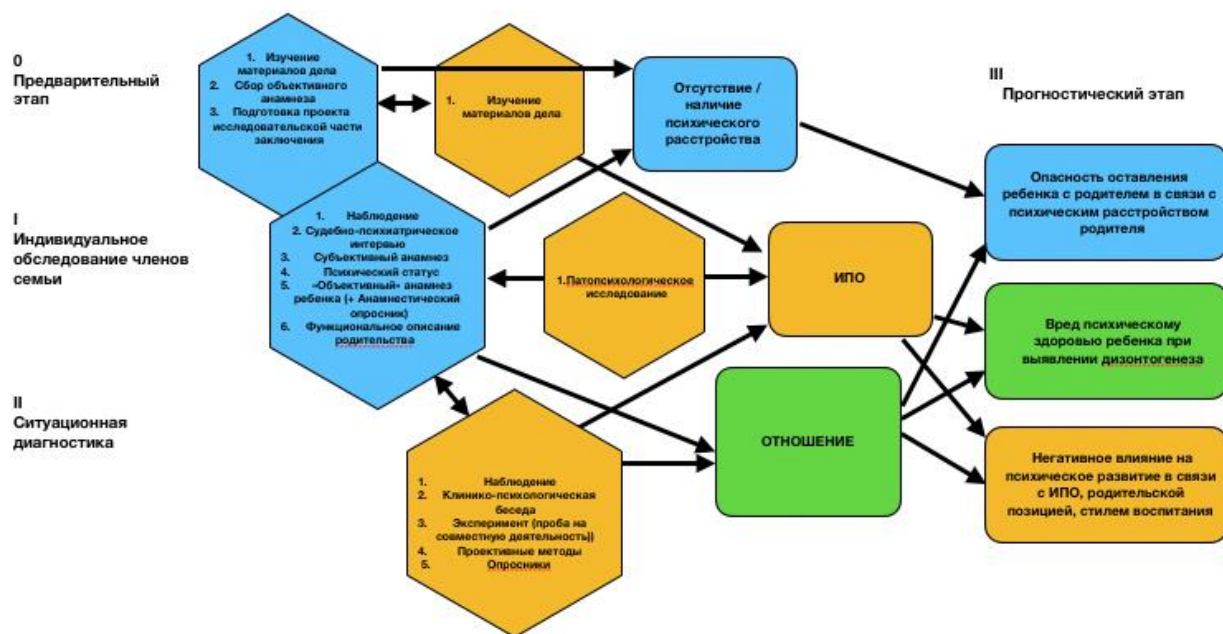 0
Предварительный
этап
1. Изучение
материалов дела
2. Сбор объективного
анамнеза
3. Подготовка проекта
исследовательской части
заключения
1. Изучение
материалов дела
Отсутствие /
наличие
психического
расстройства
III
Прогностический этап
Опасность оставления
ребенка с родителем в связи с
психическим расстройством
родителя
I
Индивидуальное
обследование членов
семьи
1. Наблюдение
2. Судебно-психиатрическое
интервью
3. Субъективный анамнез
4. Психический статус
5. «Объективный» анамнез
ребенка (+ Анамнестический
опросник)
6. Функциональное описание
родительства
1.Патопсихологическое
исследование
ИПО
Вред психическому
здоровью ребенка при
выявлении дизонтогенеза
II
Ситуационная
диагностика
1. Наблюдение
2. Клинико-психологическая
беседа
3. Эксперимент (проба на
совместную деятельность))
4. Проективные методы
5. Опросники
ОТНОШЕНИЕ
Негативное влияние на
психическое развитие в связи
с ИПО, родительской
позицией, стилем воспитания